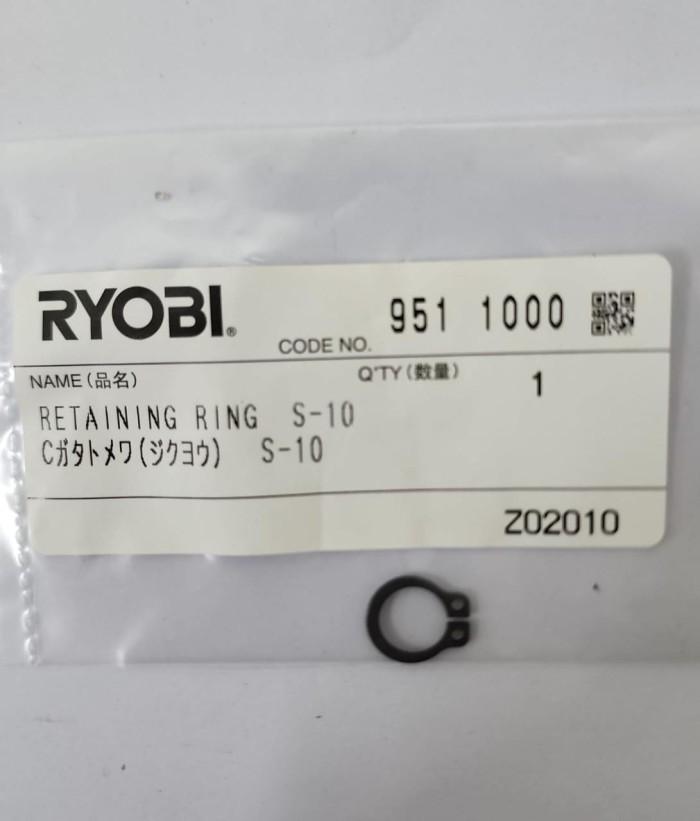 RYOBI® CODE NO. 951 1000
NAME(品名) Q'TY(数量) 1
RETAINING RING S-10
Cガタトメワ(ジクヨウ) S-10
Z02010